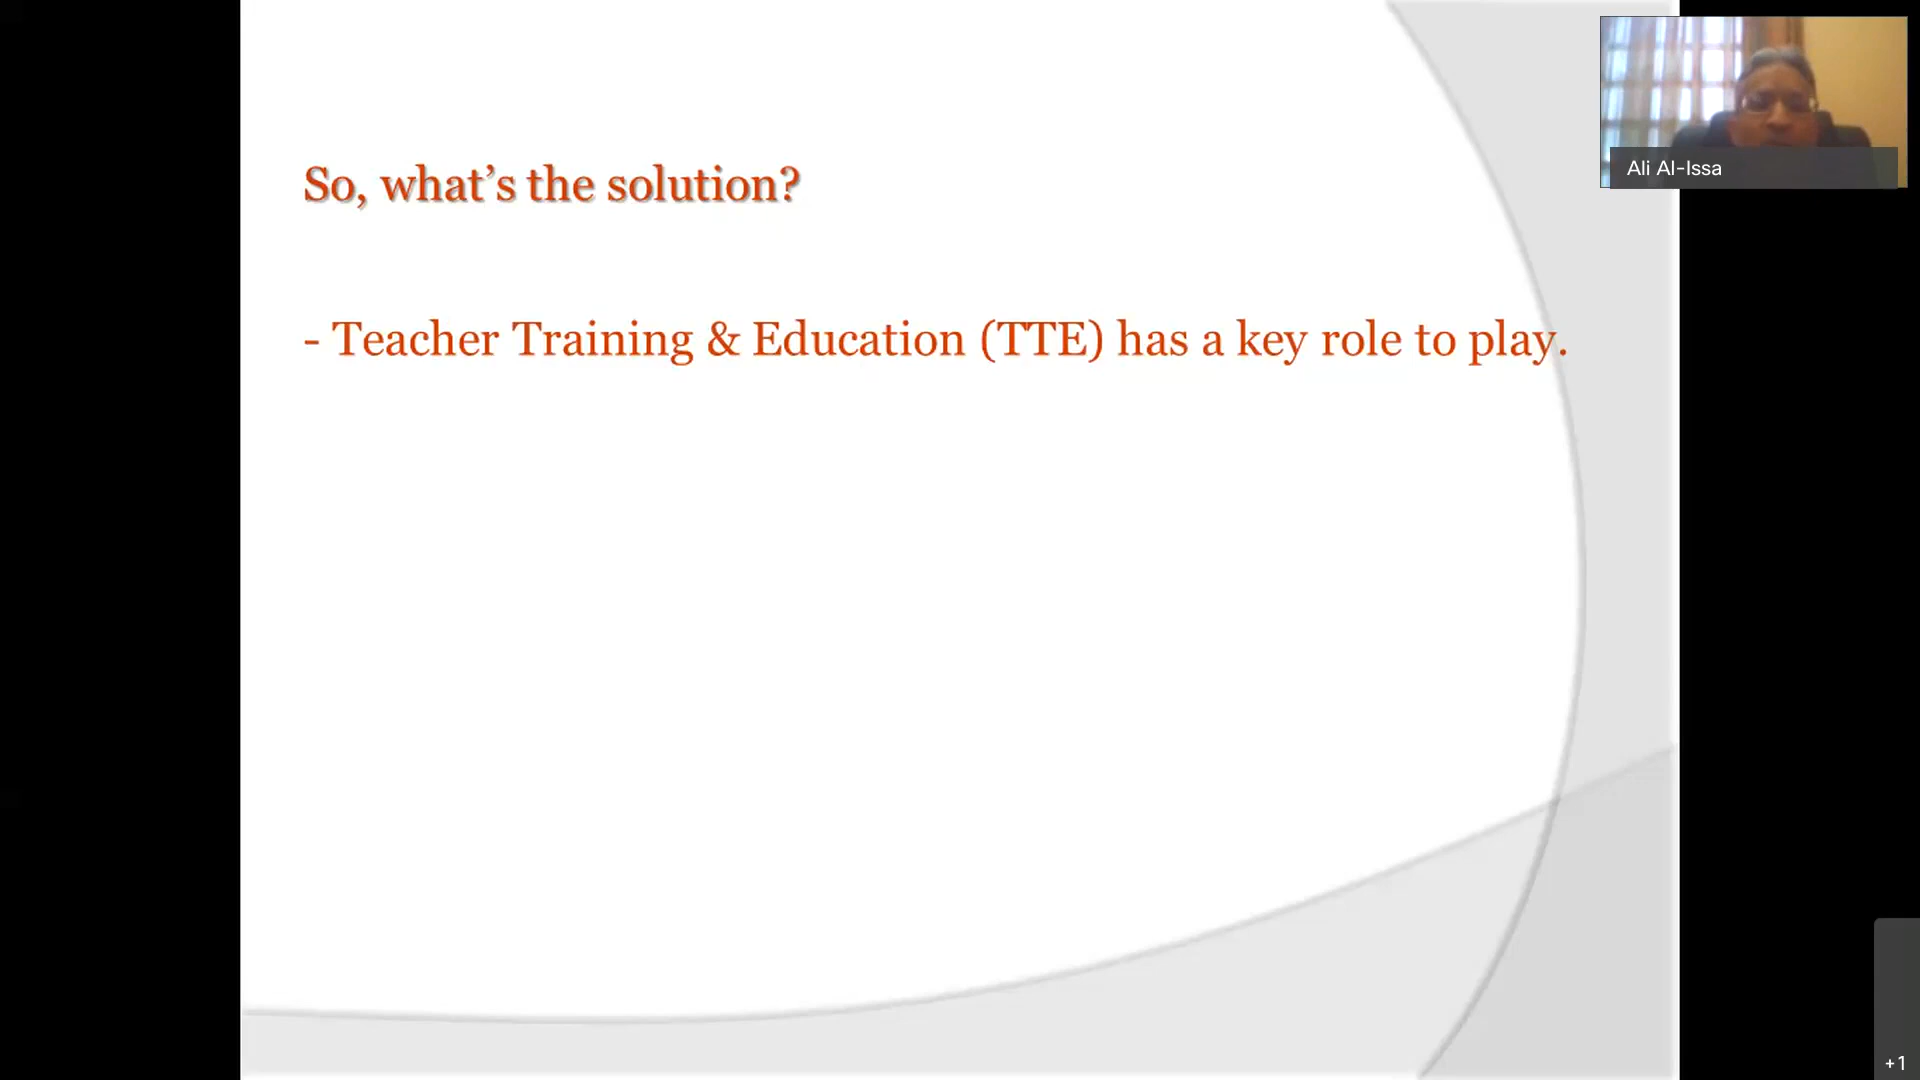 So, what’s the solution?
- Teacher Training & Education (TTE) has a key role to play.
Ali Al-Issa
+1